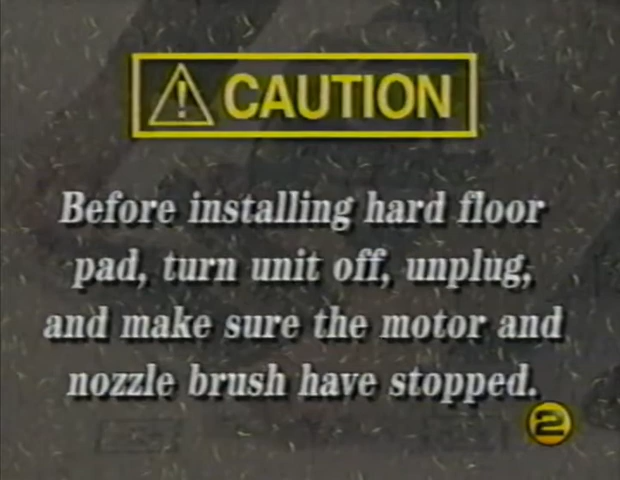 CAUTION
Before installing hard floor
pad, turn unit off, unplug,
and make sure the motor and
nozzle brush have stopped.
2